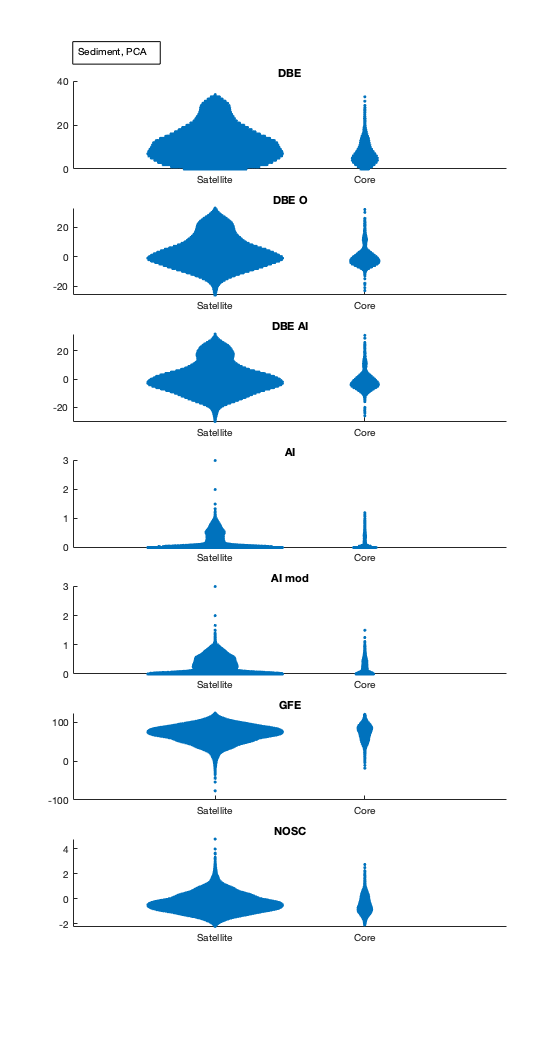 Sediment, PCA
DBE
40
20
0
Satellite Core
DBE O
20
0
-20
Satellite Core
DBE AI
20
0
-20
Satellite Core
AI
3
2
1
0
Satellite Core
AI mod
3
2
1
0
Satellite Core
GFE
100
0
-100
Satellite Core
NOSC
4
2
0
-2
Satellite Core